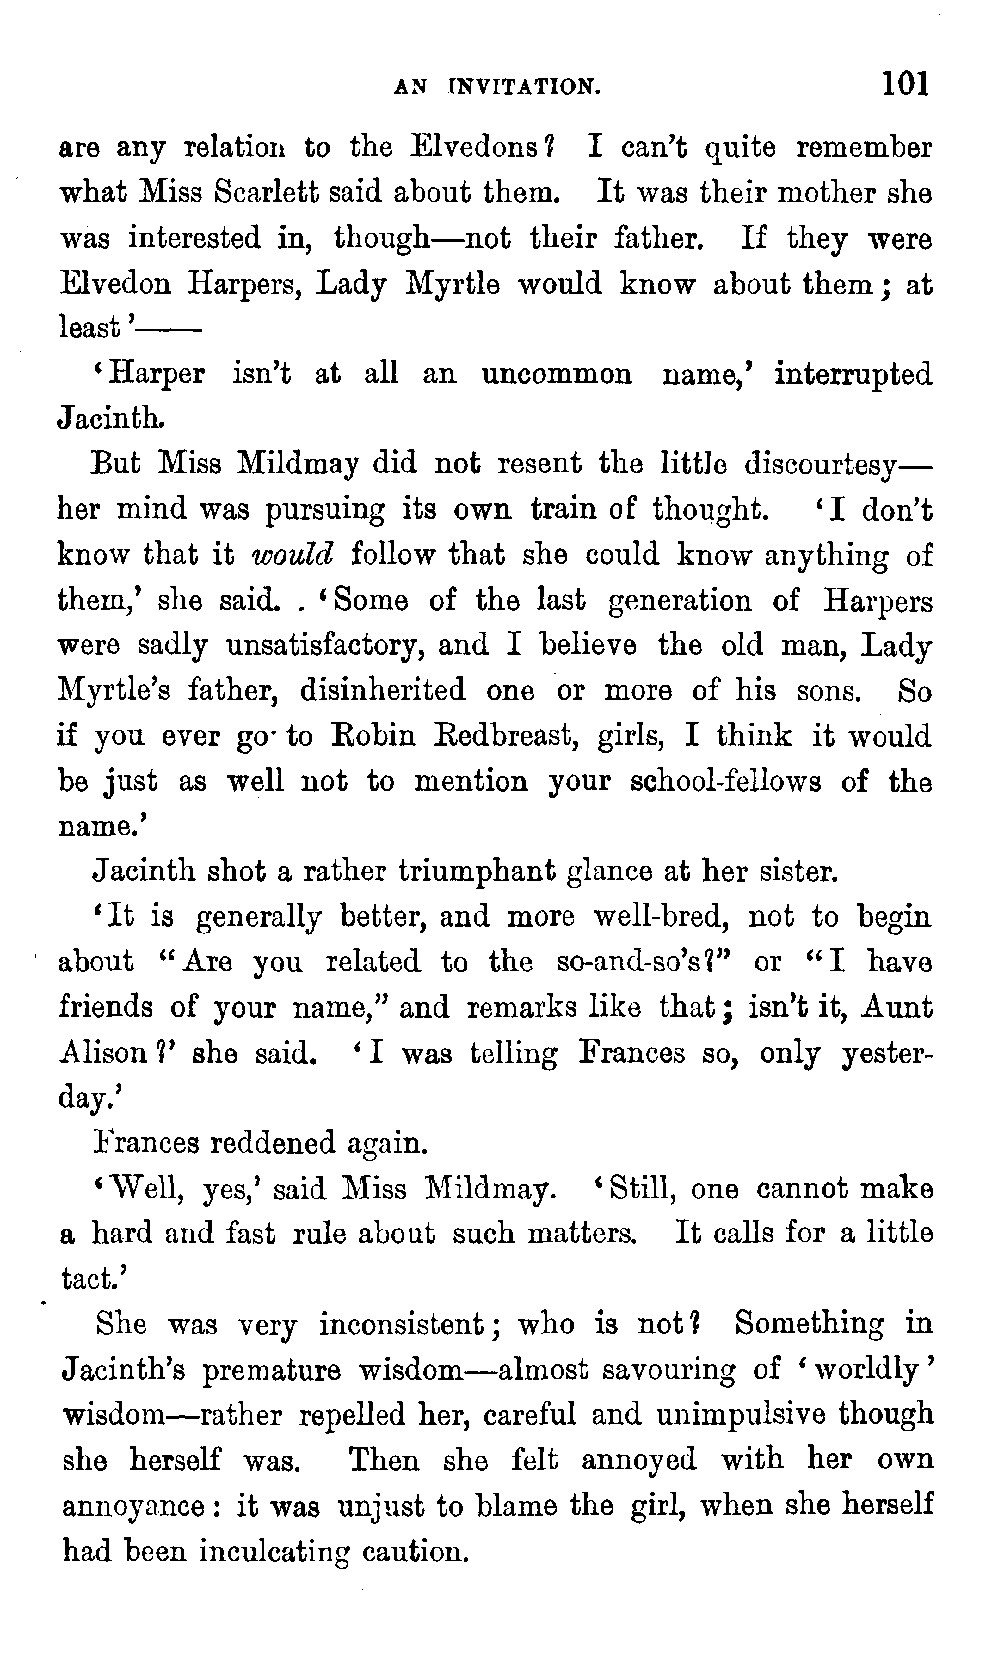 AN INVITATION. 101
are any relation to the Elvedons? I can't quite remember
what Miss Scarlett said about them. It was their mother she
was interested in, though—not their father. If they were
Elvedon Harpers, Lady Myrtle would know about them; at
least'——
'Harper isn't at all an uncommon name,' interrupted
Jacinth.
But Miss Mildmay did not resent the little discourtesy—
her mind was pursuing its own train of thought. 'I don't
know that it would follow that she could know anything of
them,' she said. . 'Some of the last generation of Harpers
were sadly unsatisfactory, and I believe the old man, Lady
Myrtle's father, disinherited one or more of his sons. So
if you ever go to Robin Redbreast, girls, I think it would
be just as well not to mention your school-fellows of the
name.'
Jacinth shot a rather triumphant glance at her sister.
'It is generally better, and more well-bred, not to begin
about "Are you related to the so-and-so's?" or "I have
friends of your name," and remarks like that; isn't it, Aunt
Alison?' she said. 'I was telling Frances so, only yester-
day.'
Frances reddened again.
'Well, yes,' said Miss Mildmay. 'Still, one cannot make
a hard and fast rule about such matters. It calls for a little
tact.'
She was very inconsistent; who is not? Something in
Jacinth's premature wisdom—almost savouring of 'worldly'
wisdom—rather repelled her, careful and unimpulsive though
she herself was. Then she felt annoyed with her own
annoyance: it was unjust to blame the girl, when she herself
had been inculcating caution.